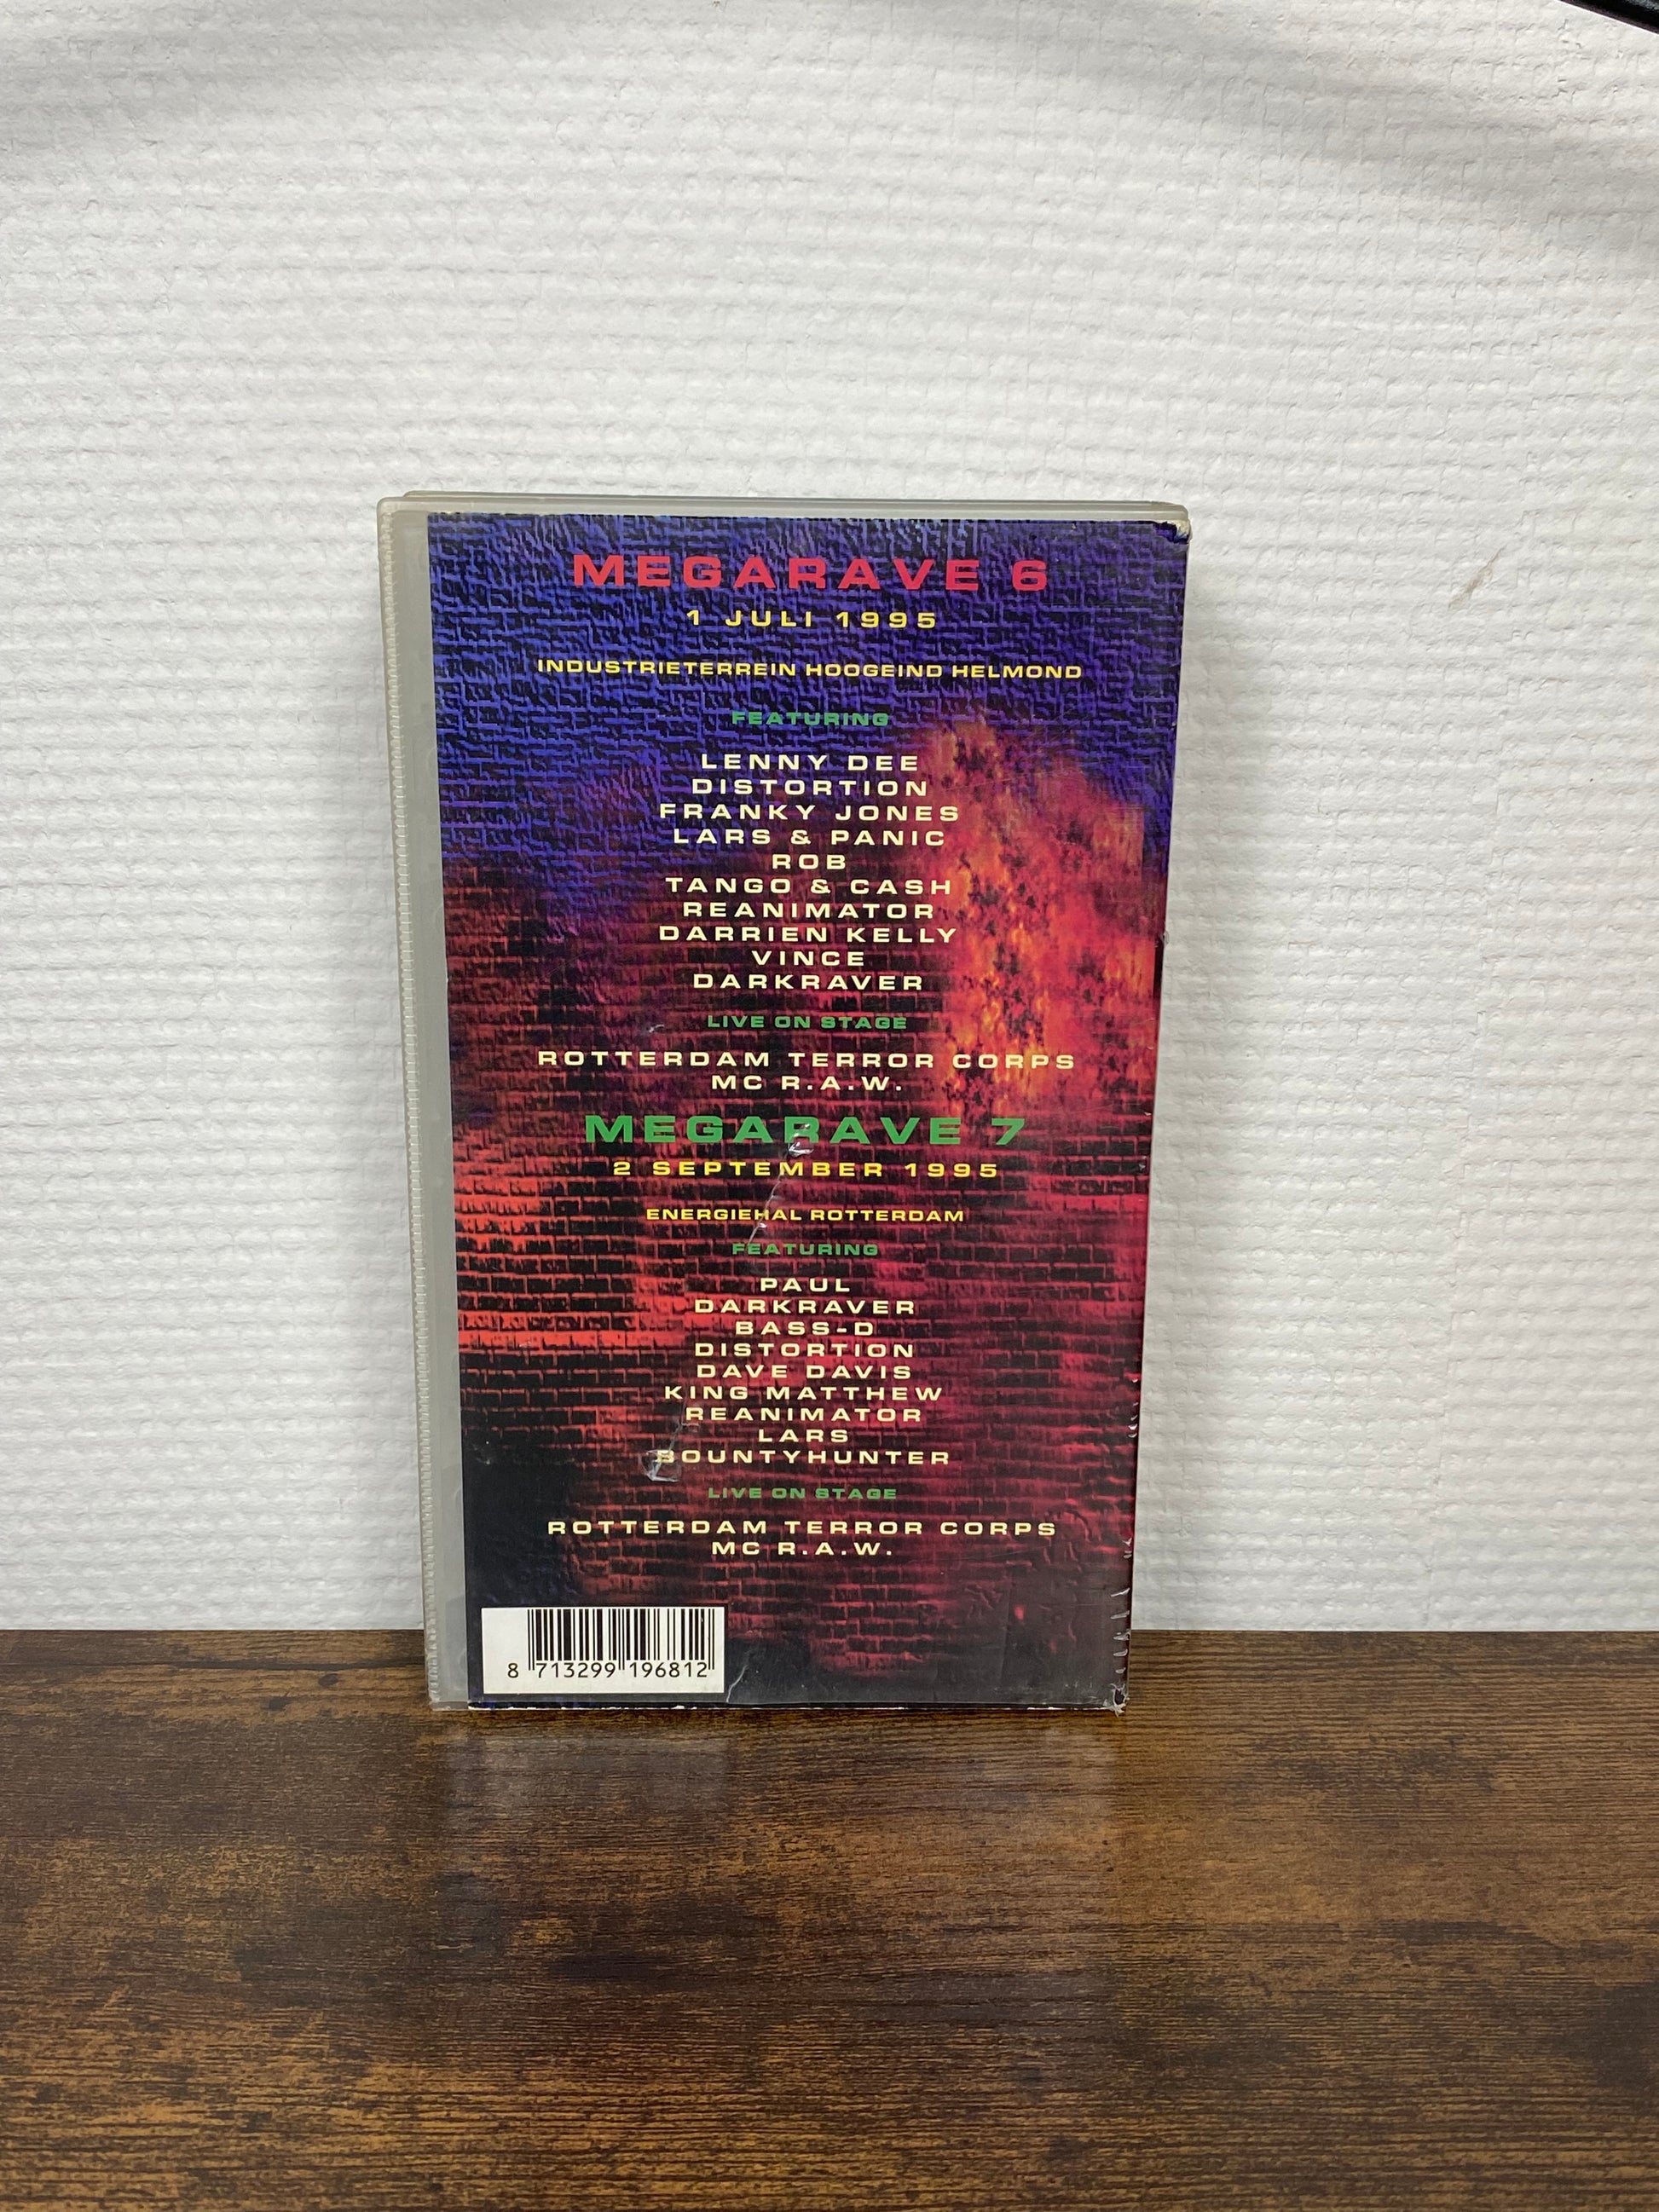 MEGARAVE 6
1 JULI 1995
INDUSTRIETERREIN HOOGEIND HELMOND
FEATURING
LENNY DEE
DISTORTION
FRANKY JONES
LARS & PANIC
ROB
TANGO & CASH
REANIMATOR
DARRIEN KELLY
VINCE
DARKRAVER
LIVE ON STAGE
ROTTERDAM TERROR CORPS
MC R.A.W.
MEGARAVE 7
2 SEPTEMBER 1995
ENERGIEHAL ROTTERDAM
FEATURING
PAUL
DARKRAVER
BASS-D
DISTORTION
DAVE DAVIS
KING MATTHEW
REANIMATOR
LARS
BOUNTYHUNTER
LIVE ON STAGE
ROTTERDAM TERROR CORPS
MC R.A.W.
8 713299 196812